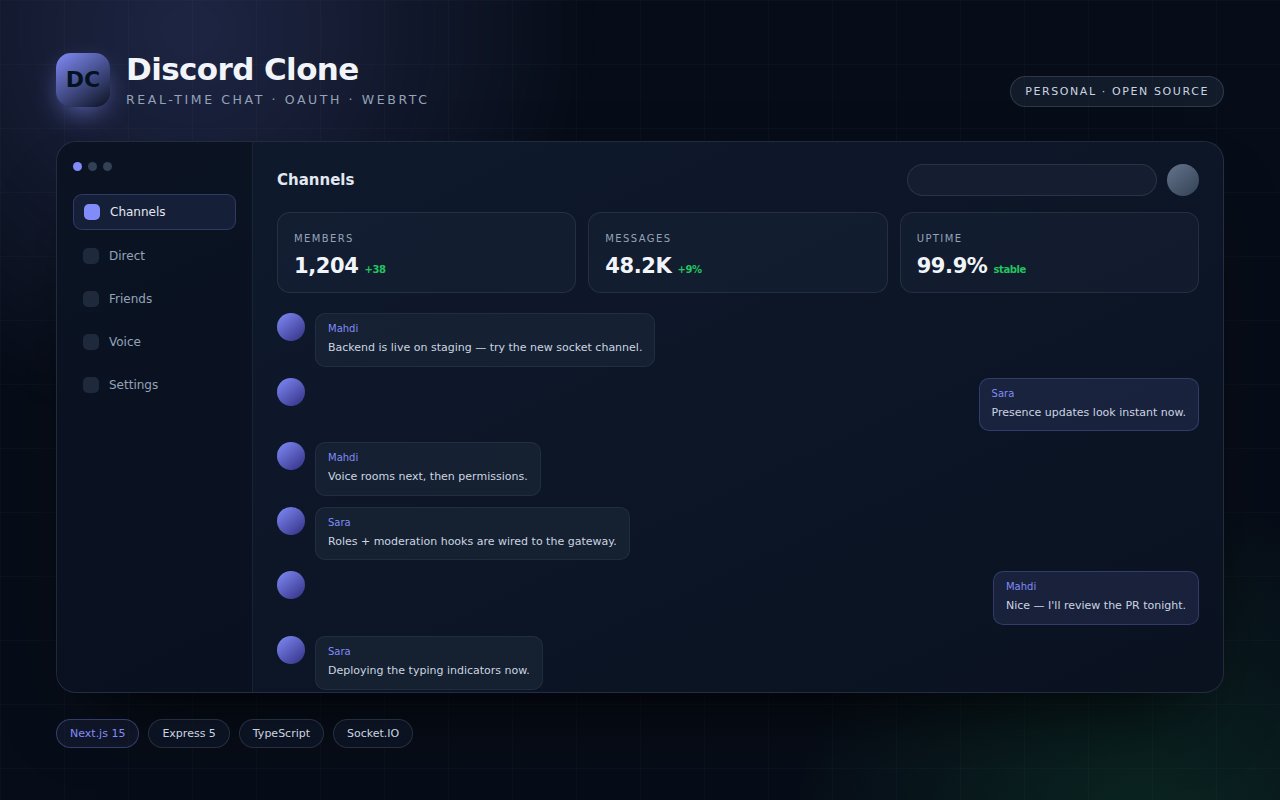 DC
Discord Clone
REAL-TIME CHAT · OAUTH · WEBRTC
PERSONAL · OPEN SOURCE
Channels
Direct
Friends
Voice
Settings
Channels
MEMBERS
1,204 +38
MESSAGES
48.2K +9%
UPTIME
99.9% stable
Mahdi
Backend is live on staging — try the new socket channel.
Sara
Presence updates look instant now.
Mahdi
Voice rooms next, then permissions.
Sara
Roles + moderation hooks are wired to the gateway.
Mahdi
Nice — I'll review the PR tonight.
Sara
Deploying the typing indicators now.
Next.js 15
Express 5
TypeScript
Socket.IO